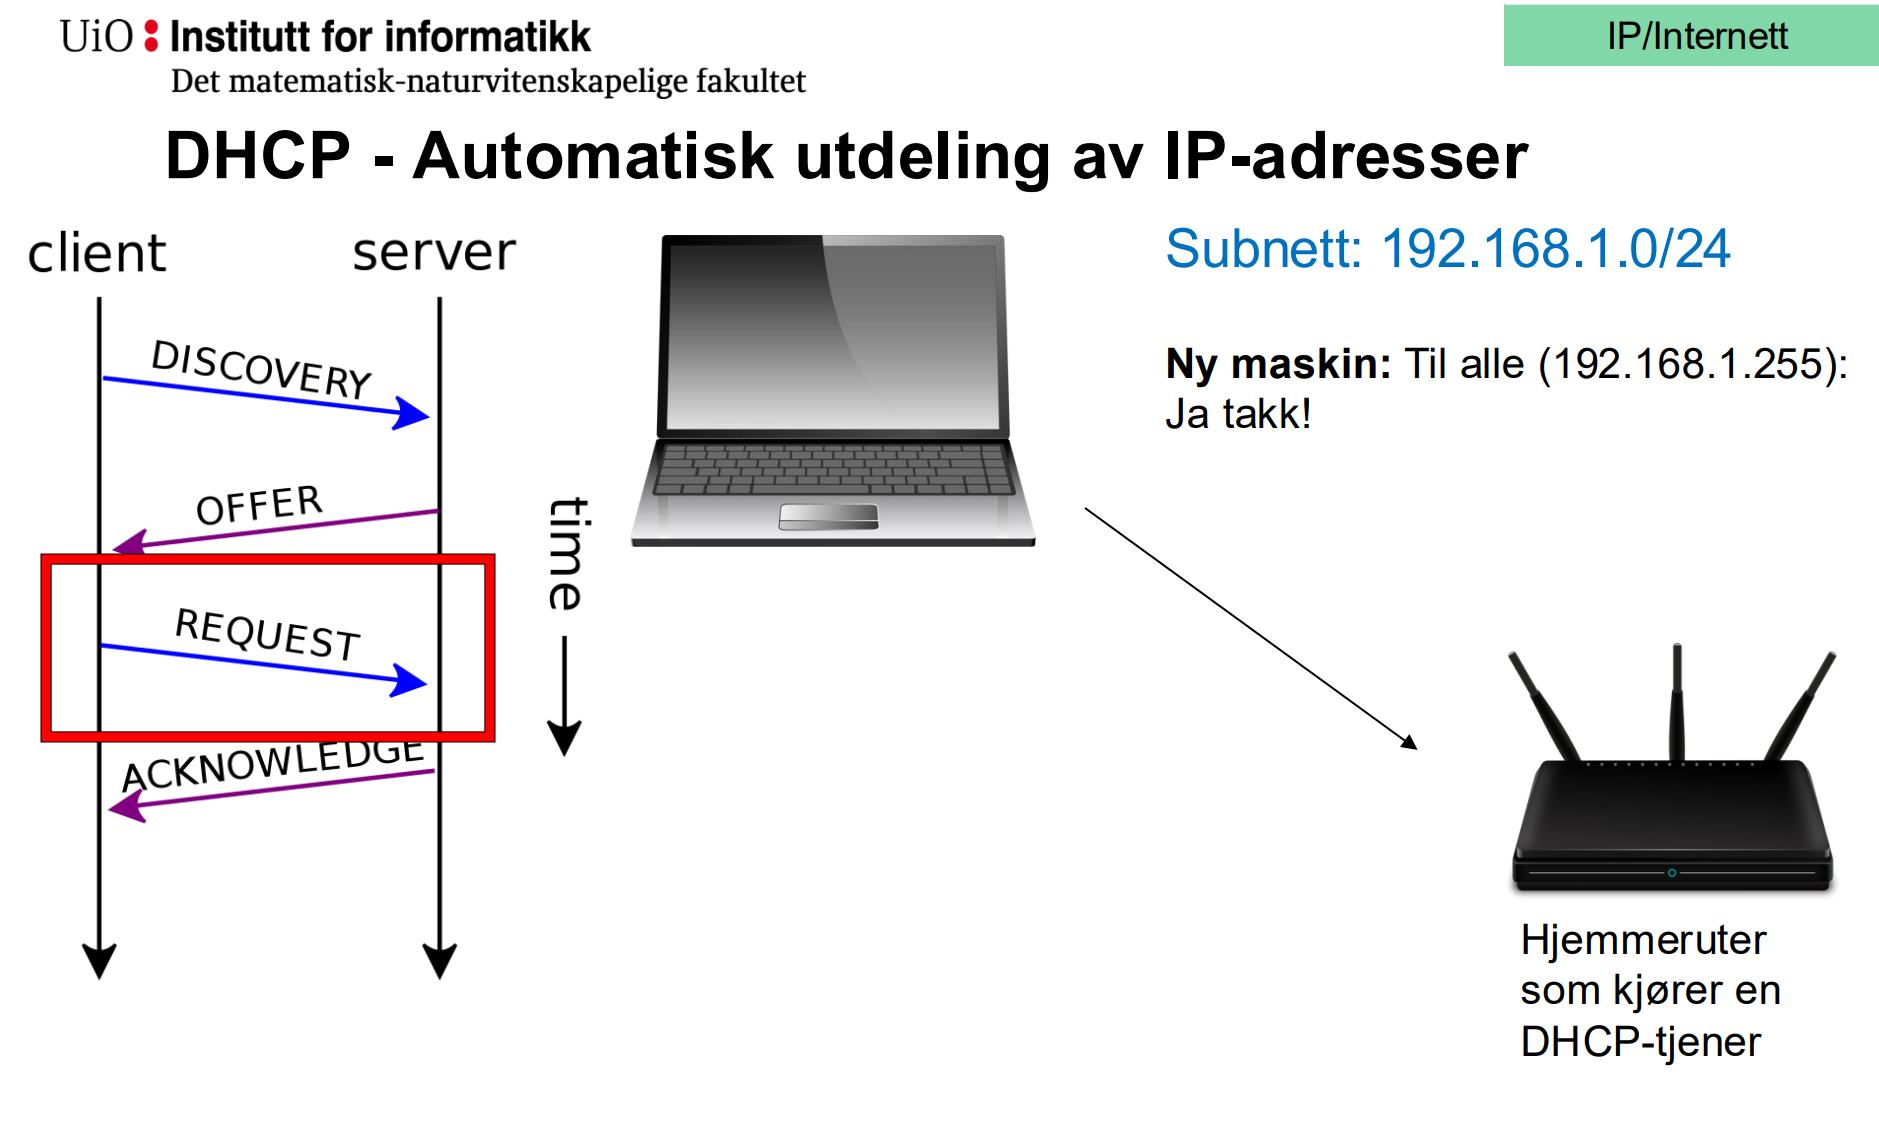 UiO Institutt for informatikk
Det matematisk-naturvitenskapelige fakultet
IP/Internett
DHCP - Automatisk utdeling av IP-adresser
client
server
DISCOVERY
OFFER
REQUEST
ACKNOWLEDGE
time
Subnett: 192.168.1.0/24
Ny maskin: Til alle (192.168.1.255):
Ja takk!
Hjemmeruter
som kjører en
DHCP-tjener